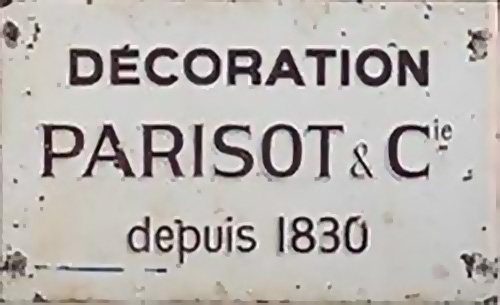 DÉCORATION
PARISOT & Cie
depuis 1830